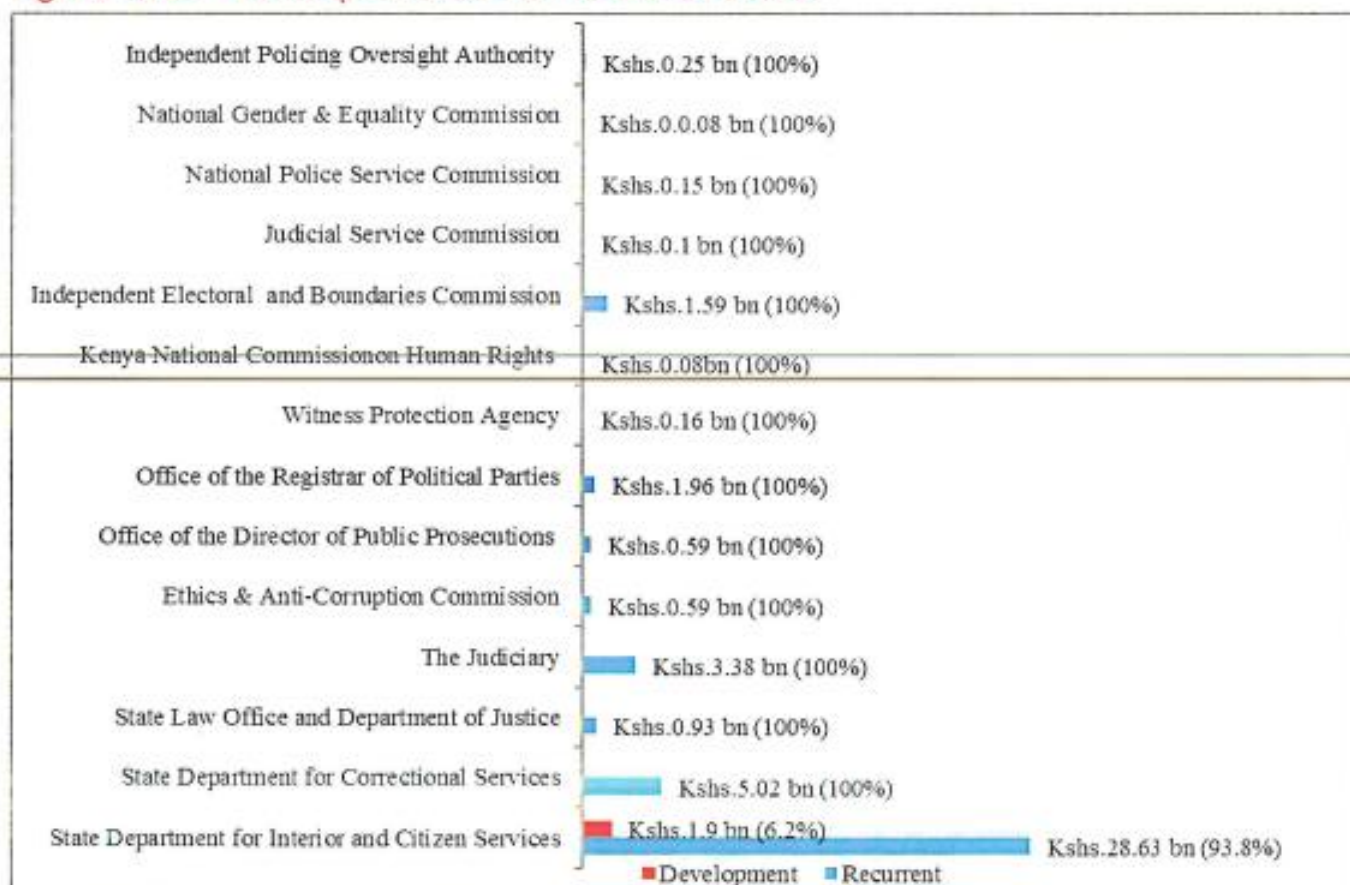 Independent Policing Oversight Authority Kshs.0.25 bn (100%)
National Gender & Equality Commission Kshs.0.0.08 bn (100%)
National Police Service Commission Kshs.0.15 bn (100%)
Judicial Service Commission Kshs.0.1 bn (100%)
Independent Electoral and Boundaries Commission Kshs.1.59 bn (100%)
Kenya National Commissionon Human Rights Kshs.0.08bn (100%)
Witness Protection Agency Kshs.0.16 bn (100%)
Office of the Registrar of Political Parties Kshs.1.96 bn (100%)
Office of the Director of Public Prosecutions Kshs.0.59 bn (100%)
Ethics & Anti-Corruption Commission Kshs.0.59 bn (100%)
The Judiciary Kshs.3.38 bn (100%)
State Law Office and Department of Justice Kshs.0.93 bn (100%)
State Department for Correctional Services Kshs.5.02 bn (100%)
Kshs.1.9 bn (6.2%)
State Department for Interior and Citizen Services Kshs.28.63 bn (93.8%)
Development Recurrent